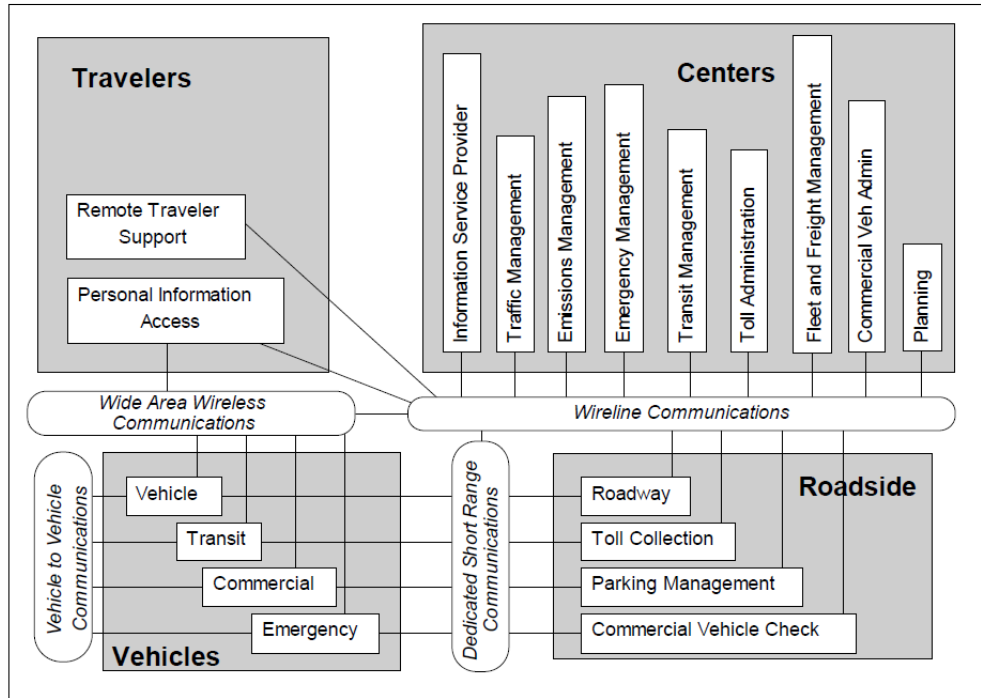 Travelers
Remote Traveler
Support
Personal Information
Access
Centers
Information Service Provider
Traffic Management
Emissions Management
Emergency Management
Transit Management
Toll Administration
Fleet and Freight Management
Commercial Veh Admin
Planning
Wide Area Wireless
Communications
Wireline Communications
Vehicle to Vehicle
Communications
Vehicle
Transit
Commercial
Emergency
Vehicles
Dedicated Short Range
Communications
Roadside
Roadway
Toll Collection
Parking Management
Commercial Vehicle Check